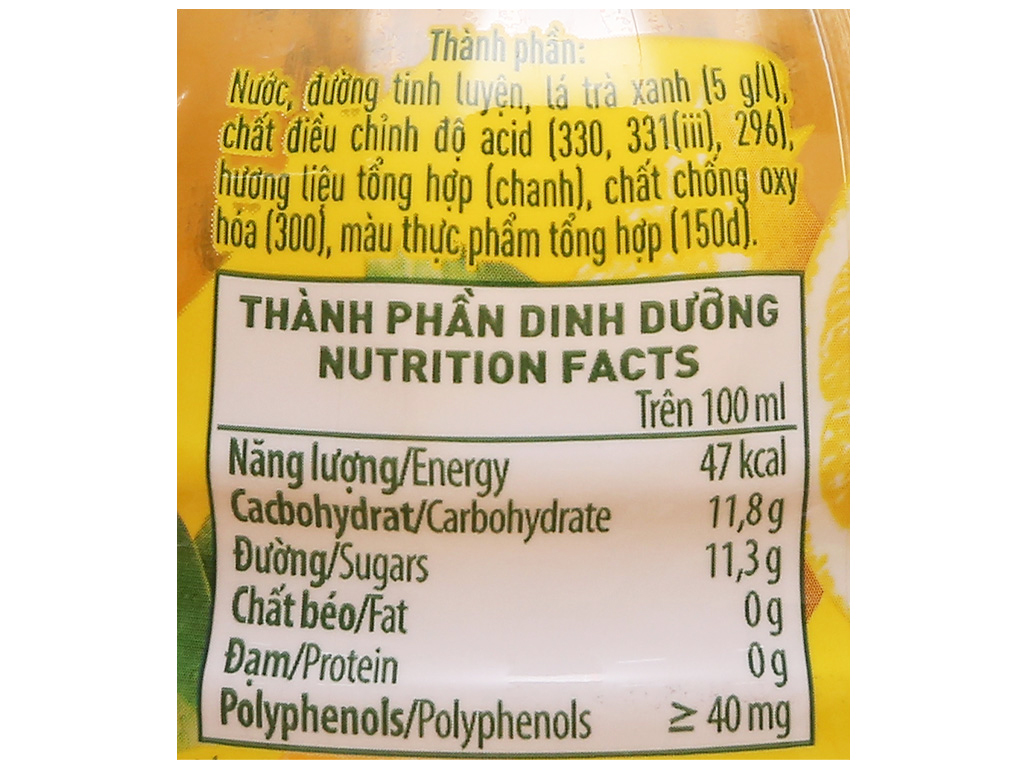 Thành phần:
Nước, đường tinh luyện, lá trà xanh (5 g/l),
chất điều chỉnh độ acid (330, 331(iii), 296),
hương liệu tổng hợp (chanh), chất chống oxy
hóa (300), màu thực phẩm tổng hợp (150d).
THÀNH PHẦN DINH DƯỠNG
NUTRITION FACTS
Trên 100 ml
Năng lượng/Energy 47 kcal
Cacbohydrat/Carbohydrate 11,8 g
Đường/Sugars 11,3 g
Chất béo/Fat 0 g
Đạm/Protein 0 g
Polyphenols/Polyphenols ≥ 40 mg